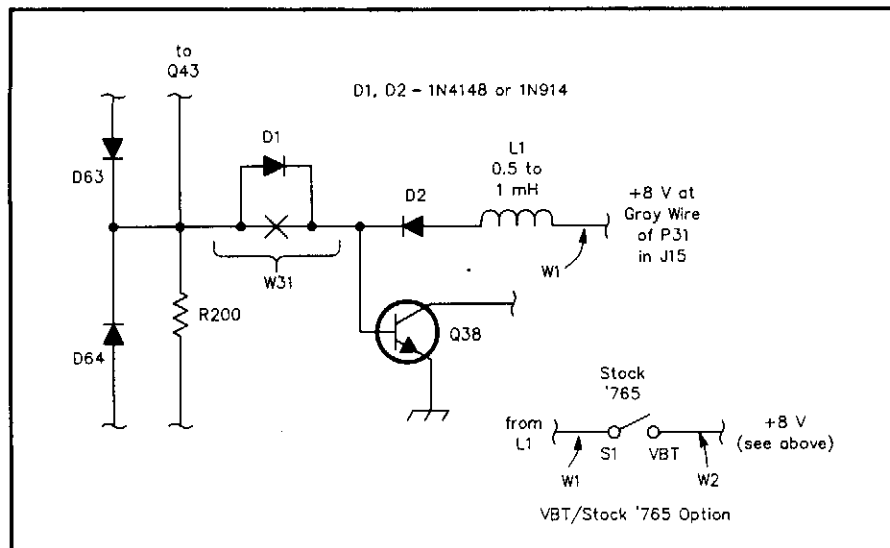 to
Q43
D1, D2 - 1N4148 or 1N914
D1
L1
0.5 to
1 mH
D63
D2
+8 V at
Gray Wire
of P31
in J15
W31
W1
R200
D64
Q38
Stock
'765
from
L1
+8 V
(see above)
S1
VBT
W1
W2
VBT/Stock '765 Option